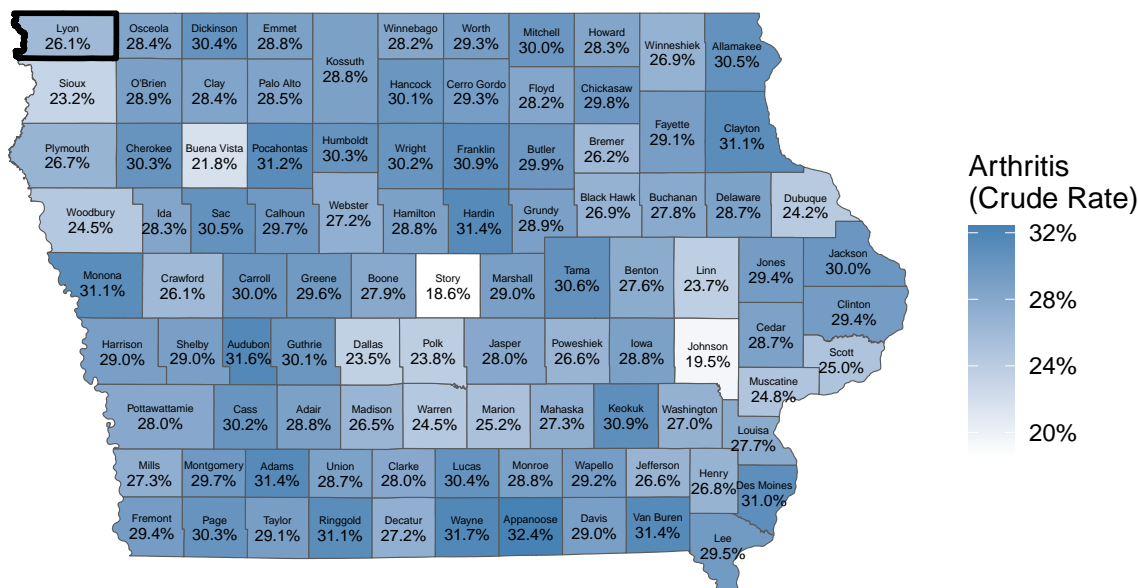 Lyon
26.1%
Osceola
28.4%
Dickinson
30.4%
Emmet
28.8%
Kossuth
28.8%
Winnebago
28.2%
Worth
29.3%
Mitchell
30.0%
Howard
28.3%
Winneshiek
26.9%
Allamakee
30.5%
Sioux
23.2%
O'Brien
28.9%
Clay
28.4%
Palo Alto
28.5%
Hancock
30.1%
Cerro Gordo
29.3%
Floyd
28.2%
Chickasaw
29.8%
Plymouth
26.7%
Cherokee
30.3%
Buena Vista
21.8%
Pocahontas
31.2%
Humboldt
30.3%
Wright
30.2%
Franklin
30.9%
Butler
29.9%
Bremer
26.2%
Fayette
29.1%
Clayton
31.1%
Woodbury
24.5%
Ida
28.3%
Sac
30.5%
Calhoun
29.7%
Webster
27.2%
Hamilton
28.8%
Hardin
31.4%
Grundy
28.9%
Black Hawk
26.9%
Buchanan
27.8%
Delaware
28.7%
Dubuque
24.2%
Monona
31.1%
Crawford
26.1%
Carroll
30.0%
Greene
29.6%
Boone
27.9%
Story
18.6%
Marshall
29.0%
Tama
30.6%
Benton
27.6%
Linn
23.7%
Jones
29.4%
Jackson
30.0%
Clinton
29.4%
Harrison
29.0%
Shelby
29.0%
Audubon
31.6%
Guthrie
30.1%
Dallas
23.5%
Polk
23.8%
Jasper
28.0%
Poweshiek
26.6%
Iowa
28.8%
Johnson
19.5%
Cedar
28.7%
Scott
25.0%
Muscatine
24.8%
Pottawattamie
28.0%
Cass
30.2%
Adair
28.8%
Madison
26.5%
Warren
24.5%
Marion
25.2%
Mahaska
27.3%
Keokuk
30.9%
Washington
27.0%
Louisa
27.7%
Mills
27.3%
Montgomery
29.7%
Adams
31.4%
Union
28.7%
Clarke
28.0%
Lucas
30.4%
Monroe
28.8%
Wapello
29.2%
Jefferson
26.6%
Henry
26.8%
Des Moines
31.0%
Fremont
29.4%
Page
30.3%
Taylor
29.1%
Ringgold
31.1%
Decatur
27.2%
Wayne
31.7%
Appanoose
32.4%
Davis
29.0%
Van Buren
31.4%
Lee
29.5%
Arthritis
(Crude Rate)
32%
28%
24%
20%